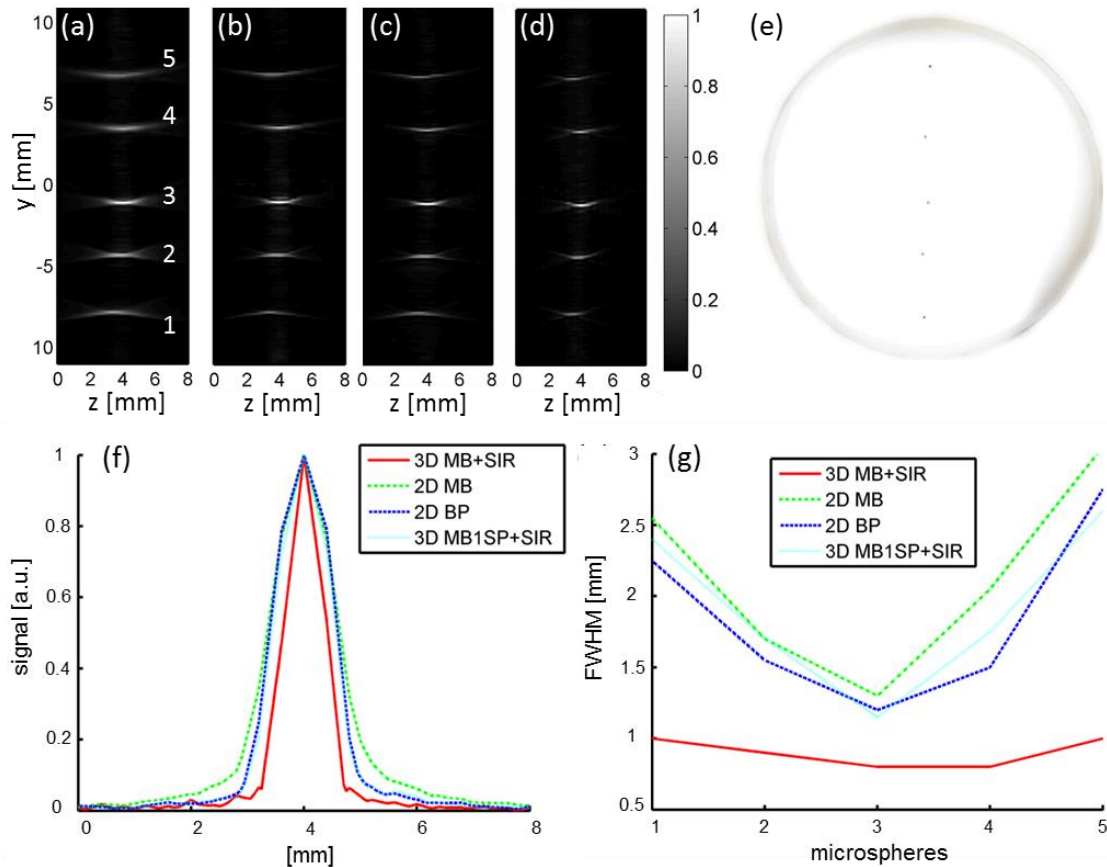 (a)
(b)
(c)
(d)
(e)
10
5
0
-5
10
y [mm]
5
4
3
2
1
0 2 4 6 8
z [mm]
0 2 4 6 8
z [mm]
0 2 4 6 8
z [mm]
0 2 4 6 8
z [mm]
1
0.8
0.6
0.4
0.2
0
(f)
3D MB+SIR
2D MB
2D BP
3D MB1SP+SIR
1
0.8
0.6
0.4
0.2
0
signal [a.u.]
0 2 4 6 8
[mm]
(g)
3D MB+SIR
2D MB
2D BP
3D MB1SP+SIR
3
2.5
2
1.5
1
0.5
FWHM [mm]
1 2 3 4 5
microspheres